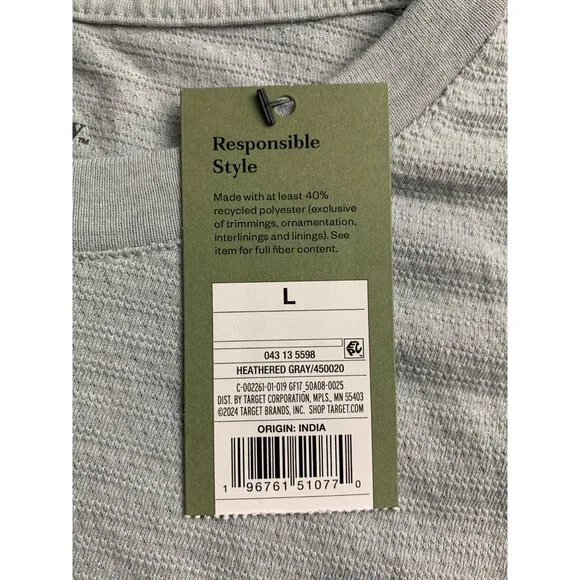 Responsible
Style
Made with at least 40%
recycled polyester (exclusive
of trimmings, ornamentation,
interlinings and linings). See
item for full fiber content.
L
043 13 5598
EPC
HEATHERED GRAY/450020
C-002261-01-019 GF17_50A08-0025
DIST. BY TARGET CORPORATION, MPLS., MN 55403
©2024 TARGET BRANDS, INC. SHOP TARGET.COM
ORIGIN: INDIA
1 96761 51077 0
TM